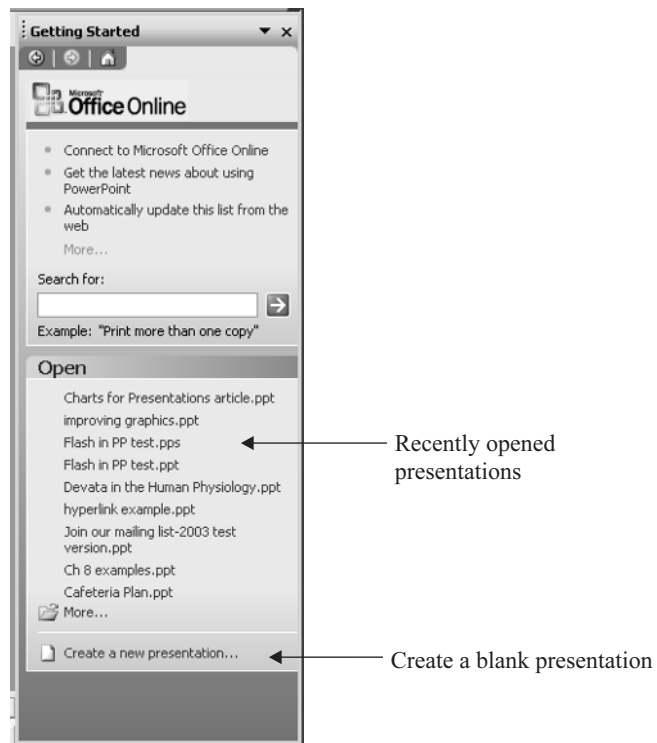 Getting Started
Microsoft
Office Online
Connect to Microsoft Office Online
Get the latest news about using
PowerPoint
Automatically update this list from the
web
More...
Search for:
Example: "Print more than one copy"
Open
Charts for Presentations article.ppt
improving graphics.ppt
Flash in PP test.pps
Flash in PP test.ppt
Devata in the Human Physiology.ppt
hyperlink example.ppt
Join our mailing list-2003 test
version.ppt
Ch 8 examples.ppt
Cafeteria Plan.ppt
More...
Create a new presentation...
Recently opened
presentations
Create a blank presentation